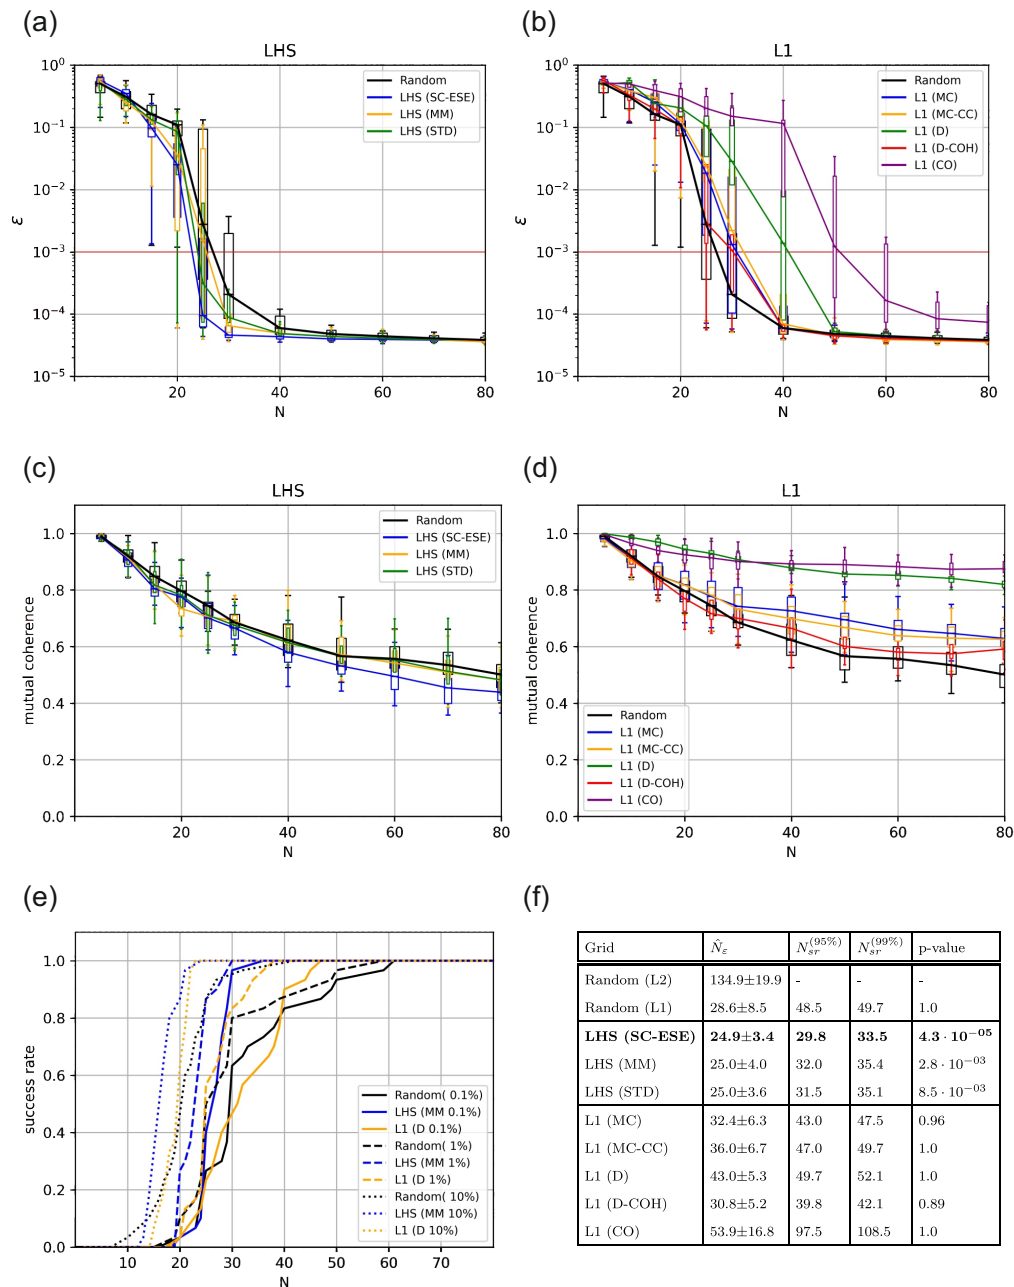 (a)
(b)
LHS
L1
10⁰
10⁻¹
10⁻²
10⁻³
10⁻⁴
10⁻⁵
ε
Random
LHS (SC-ESE)
LHS (MM)
LHS (STD)
20
40
60
80
N
10⁰
10⁻¹
10⁻²
10⁻³
10⁻⁴
10⁻⁵
ε
Random
L1 (MC)
L1 (MC-CC)
L1 (D)
L1 (D-COH)
L1 (CO)
20
40
60
80
N
(c)
(d)
LHS
L1
1.0
0.8
0.6
0.4
0.2
0.0
mutual coherence
Random
LHS (SC-ESE)
LHS (MM)
LHS (STD)
20
40
60
80
N
1.0
0.8
0.6
0.4
0.2
0.0
mutual coherence
Random
L1 (MC)
L1 (MC-CC)
L1 (D)
L1 (D-COH)
L1 (CO)
20
40
60
80
N
(e)
(f)
1.0
0.8
0.6
0.4
0.2
0.0
success rate
Random( 0.1%)
LHS (MM 0.1%)
L1 (D 0.1%)
Random( 1%)
LHS (MM 1%)
L1 (D 1%)
Random( 10%)
LHS (MM 10%)
L1 (D 10%)
10
20
30
40
50
60
70
N
Grid N̂ε Nsr(95%) Nsr(99%) p-value
Random (L2) 134.9±19.9 - - -
Random (L1) 28.6±8.5 48.5 49.7 1.0
LHS (SC-ESE) 24.9±3.4 29.8 33.5 4.3 · 10⁻⁰⁵
LHS (MM) 25.0±4.0 32.0 35.4 2.8 · 10⁻⁰³
LHS (STD) 25.0±3.6 31.5 35.1 8.5 · 10⁻⁰³
L1 (MC) 32.4±6.3 43.0 47.5 0.96
L1 (MC-CC) 36.0±6.7 47.0 49.7 1.0
L1 (D) 43.0±5.3 49.7 52.1 1.0
L1 (D-COH) 30.8±5.2 39.8 42.1 0.89
L1 (CO) 53.9±16.8 97.5 108.5 1.0